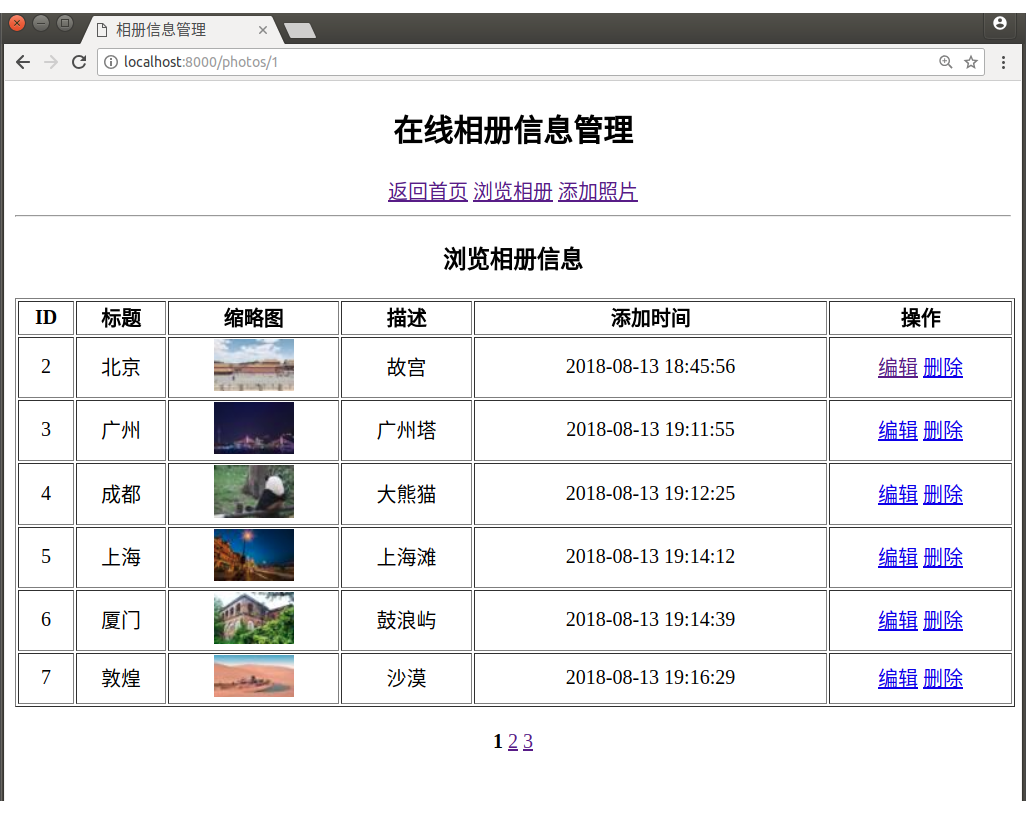 相册信息管理
localhost:8000/photos/1
在线相册信息管理
返回首页 浏览相册 添加照片
浏览相册信息
ID 标题 缩略图 描述 添加时间 操作
2 北京 故宫 2018-08-13 18:45:56 编辑 删除
3 广州 广州塔 2018-08-13 19:11:55 编辑 删除
4 成都 大熊猫 2018-08-13 19:12:25 编辑 删除
5 上海 上海滩 2018-08-13 19:14:12 编辑 删除
6 厦门 鼓浪屿 2018-08-13 19:14:39 编辑 删除
7 敦煌 沙漠 2018-08-13 19:16:29 编辑 删除
1 2 3